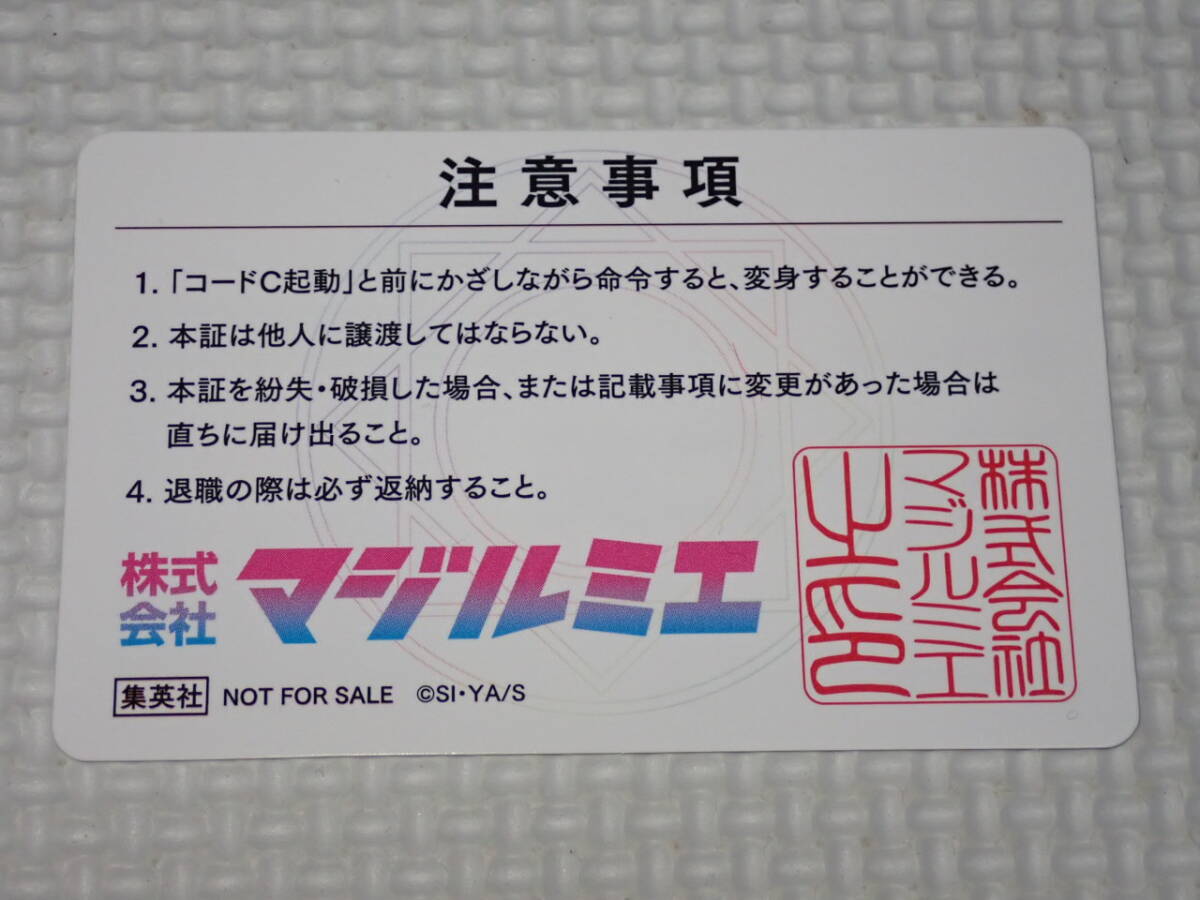 注意事項
1. 「コードC起動」と前にかざしながら命令すると、変身することができる。
2. 本証は他人に譲渡してはならない。
3. 本証を紛失・破損した場合、または記載事項に変更があった場合は
直ちに届け出ること。
4. 退職の際は必ず返納すること。
株式
会社
マジルミエ
株式会社
マジルミエ
之印
集英社 NOT FOR SALE ©SI・YA/S